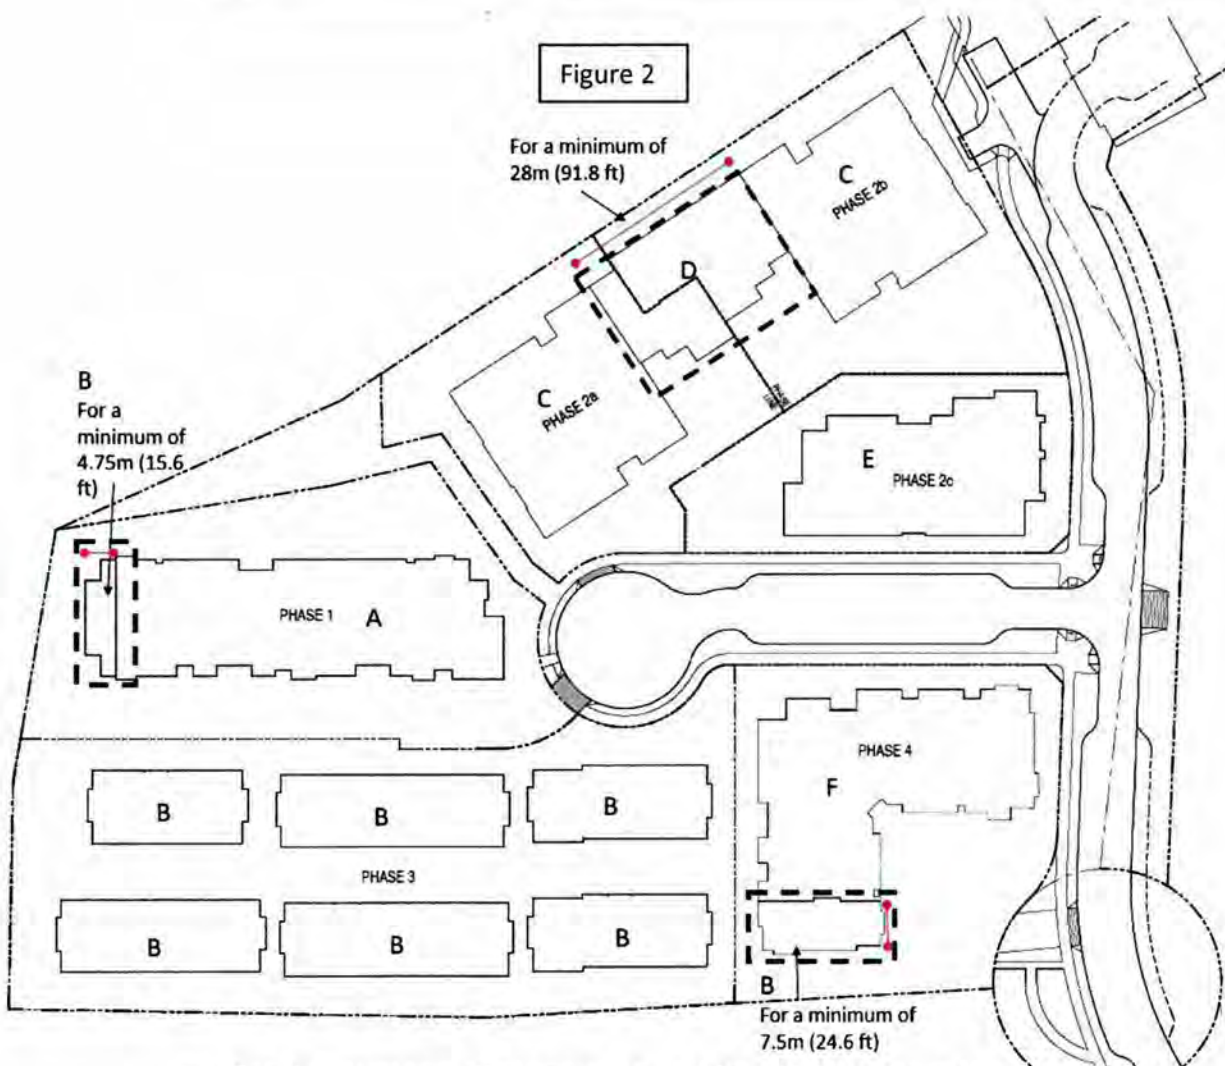 Figure 2
For a minimum of
28m (91.8 ft)
C
PHASE 2b
D
C
PHASE 2a
B
For a
minimum of
4.75m (15.6
ft)
E
PHASE 2c
PHASE 1
A
PHASE 4
F
B
B
B
PHASE 3
B
B
B
B
For a minimum of
7.5m (24.6 ft)